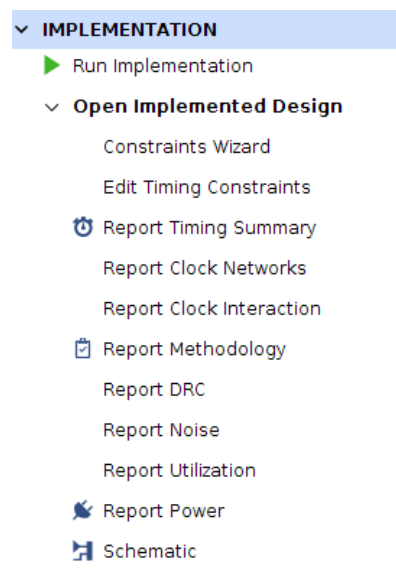 IMPLEMENTATION
Run Implementation
Open Implemented Design
Constraints Wizard
Edit Timing Constraints
Report Timing Summary
Report Clock Networks
Report Clock Interaction
Report Methodology
Report DRC
Report Noise
Report Utilization
Report Power
Schematic